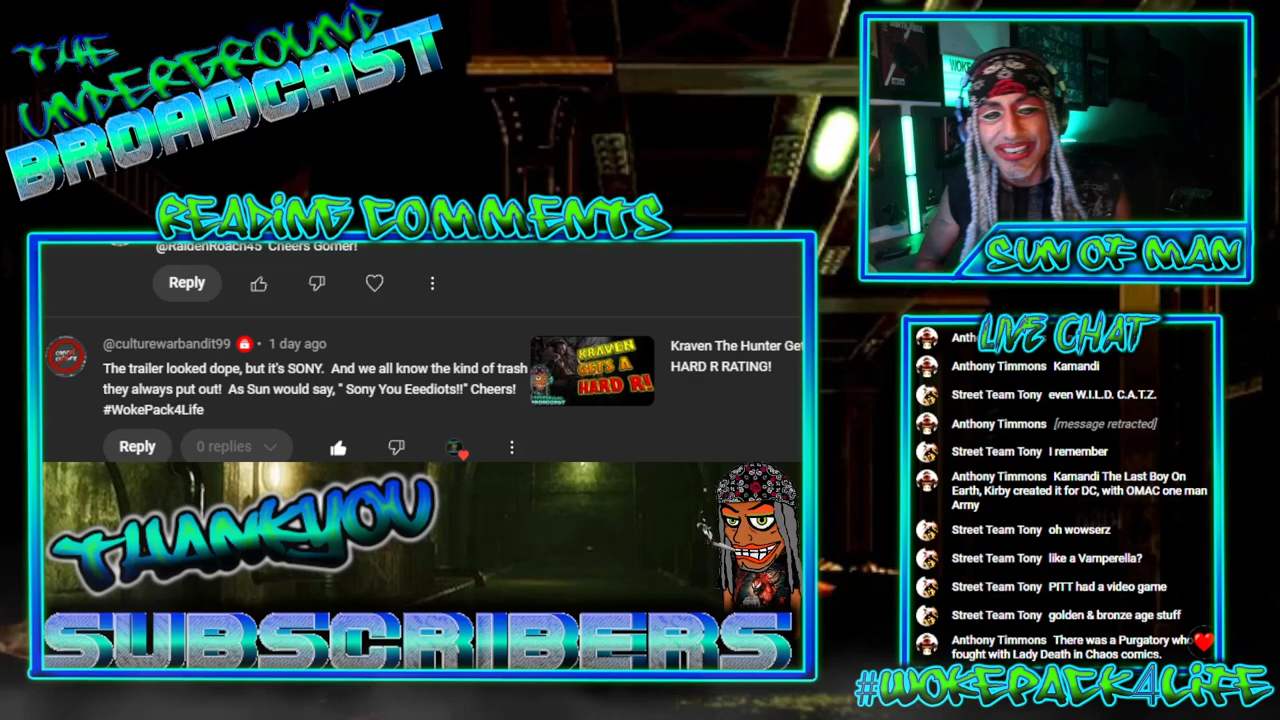 THE
UNDERGROUND
BROADCAST
WOKE
READING COMMENTS
SUN OF MAN
@RaidenRoach45 Cheers Gomer!
Reply
@culturewarbandit99 • 1 day ago
The trailer looked dope, but it's SONY. And we all know the kind of trash
they always put out! As Sun would say, " Sony You Eeediots!!" Cheers!
#WokePack4Life
KRAVEN
GETS A
HARD R!
Kraven The Hunter Get
HARD R RATING!
Reply
0 replies
THANKYOU
SUBSCRIBERS
LIVE CHAT
Anth
Anthony Timmons Kamandi
Street Team Tony even W.I.L.D. C.A.T.Z.
Anthony Timmons [message retracted]
Street Team Tony I remember
Anthony Timmons Kamandi The Last Boy On
Earth, Kirby created it for DC, with OMAC one man
Army
Street Team Tony oh wowserz
Street Team Tony like a Vamperella?
Street Team Tony PITT had a video game
Street Team Tony golden & bronze age stuff
Anthony Timmons There was a Purgatory who
fought with Lady Death in Chaos comics.
#WOKEPACK4LIFE